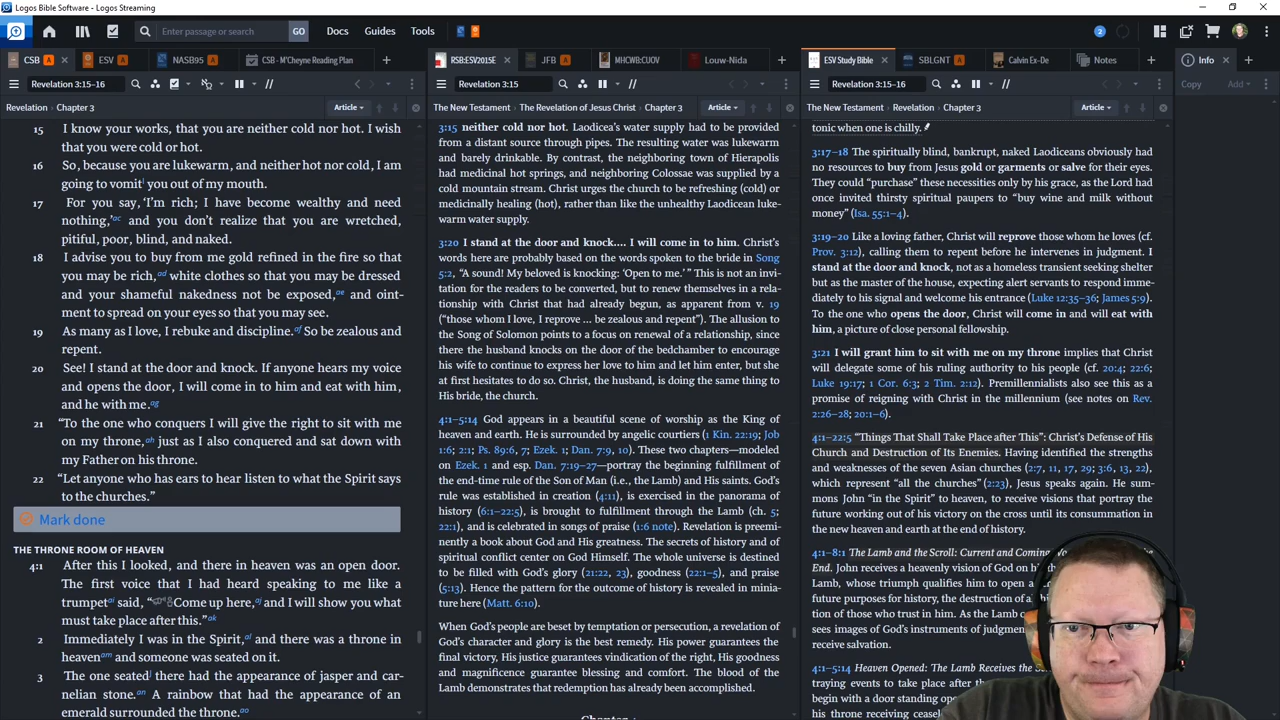 Logos Bible Software - Logos Streaming
Enter passage or search
GO
Docs
Guides
Tools
2
CSB A
ESV A
NASB95 A
CSB - M'Cheyne Reading Plan
Revelation 3:15–16
Revelation Chapter 3
Article
15 I know your works, that you are neither cold nor hot. I wish
that you were cold or hot.
16 So, because you are lukewarm, and neither hot nor cold, I am
going to vomit you out of my mouth.
17 For you say, ‘I’m rich; I have become wealthy and need
nothing,’ac and you don’t realize that you are wretched,
pitiful, poor, blind, and naked.
18 I advise you to buy from me gold refined in the fire so that
you may be rich,ad white clothes so that you may be dressed
and your shameful nakedness not be exposed,ae and oint-
ment to spread on your eyes so that you may see.
19 As many as I love, I rebuke and discipline.af So be zealous and
repent.
20 See! I stand at the door and knock. If anyone hears my voice
and opens the door, I will come in to him and eat with him,
and he with me.ag
21 “To the one who conquers I will give the right to sit with me
on my throne,ah just as I also conquered and sat down with
my Father on his throne.
22 “Let anyone who has ears to hear listen to what the Spirit says
to the churches.”
Mark done
THE THRONE ROOM OF HEAVEN
4:1 After this I looked, and there in heaven was an open door.
The first voice that I had heard speaking to me like a
trumpetai said, “Come up here,aj and I will show you what
must take place after this.”ak
2 Immediately I was in the Spirit,al and there was a throne in
heavenam and someone was seated on it.
3 The one seated there had the appearance of jasper and car-
nelian stone.an A rainbow that had the appearance of an
emerald surrounded the throne.ao
RSB:ESV2015E
JFB A
MHCWB:CUOV
Louw-Nida
Revelation 3:15
The New Testament The Revelation of Jesus Christ Chapter 3
Article
3:15 neither cold nor hot. Laodicea’s water supply had to be provided
from a distant source through pipes. The resulting water was lukewarm
and barely drinkable. By contrast, the neighboring town of Hierapolis
had medicinal hot springs, and neighboring Colossae was supplied by a
cold mountain stream. Christ urges the church to be refreshing (cold) or
medicinally healing (hot), rather than like the unhealthy Laodicean luke-
warm water supply.
3:20 I stand at the door and knock.... I will come in to him. Christ’s
words here are probably based on the words spoken to the bride in Song
5:2, “A sound! My beloved is knocking: ‘Open to me.’ ” This is not an invi-
tation for the readers to be converted, but to renew themselves in a rela-
tionship with Christ that had already begun, as apparent from v. 19
(“those whom I love, I reprove ... be zealous and repent”). The allusion to
the Song of Solomon points to a focus on renewal of a relationship, since
there the husband knocks on the door of the bedchamber to encourage
his wife to continue to express her love to him and let him enter, but she
at first hesitates to do so. Christ, the husband, is doing the same thing to
His bride, the church.
4:1–5:14 God appears in a beautiful scene of worship as the King of
heaven and earth. He is surrounded by angelic courtiers (1 Kin. 22:19; Job
1:6; 2:1; Ps. 89:6, 7; Ezek. 1; Dan. 7:9, 10). These two chapters—modeled
on Ezek. 1 and esp. Dan. 7:19–27—portray the beginning fulfillment of
the end-time rule of the Son of Man (i.e., the Lamb) and His saints. God’s
rule was established in creation (4:11), is exercised in the panorama of
history (6:1–22:5), is brought to fulfillment through the Lamb (ch. 5;
22:1), and is celebrated in songs of praise (1:6 note). Revelation is preemi-
nently a book about God and His greatness. The secrets of history and of
spiritual conflict center on God Himself. The whole universe is destined
to be filled with God’s glory (21:22, 23), goodness (22:1–5), and praise
(5:13). Hence the pattern for the outcome of history is revealed in minia-
ture here (Matt. 6:10).
When God’s people are beset by temptation or persecution, a revelation of
God’s character and glory is the best remedy. His power guarantees the
final victory, His justice guarantees vindication of the right, His goodness
and magnificence guarantee blessing and comfort. The blood of the
Lamb demonstrates that redemption has already been accomplished.
ESV Study Bible
SBLGNT A
Calvin Ex-De
Notes
Revelation 3:15–16
The New Testament Revelation Chapter 3
Article
tonic when one is chilly.
3:17–18 The spiritually blind, bankrupt, naked Laodiceans obviously had
no resources to buy from Jesus gold or garments or salve for their eyes.
They could “purchase” these necessities only by his grace, as the Lord had
once invited thirsty spiritual paupers to “buy wine and milk without
money” (Isa. 55:1–4).
3:19–20 Like a loving father, Christ will reprove those whom he loves (cf.
Prov. 3:12), calling them to repent before he intervenes in judgment. I
stand at the door and knock, not as a homeless transient seeking shelter
but as the master of the house, expecting alert servants to respond imme-
diately to his signal and welcome his entrance (Luke 12:35–36; James 5:9).
To the one who opens the door, Christ will come in and will eat with
him, a picture of close personal fellowship.
3:21 I will grant him to sit with me on my throne implies that Christ
will delegate some of his ruling authority to his people (cf. 20:4; 22:6;
Luke 19:17; 1 Cor. 6:3; 2 Tim. 2:12). Premillennialists also see this as a
promise of reigning with Christ in the millennium (see notes on Rev.
2:26–28; 20:1–6).
4:1–22:5 “Things That Shall Take Place after This”: Christ’s Defense of His
Church and Destruction of Its Enemies. Having identified the strengths
and weaknesses of the seven Asian churches (2:7, 11, 17, 29; 3:6, 13, 22),
which represent “all the churches” (2:23), Jesus speaks again. He sum-
mons John “in the Spirit” to heaven, to receive visions that portray the
future working out of his victory on the cross until its consummation in
the new heaven and earth at the end of history.
4:1–8:1 The Lamb and the Scroll: Current and Coming
End. John receives a heavenly vision of God on h
Lamb, whose triumph qualifies him to open a
future purposes for history, the destruction of a
tion of those who trust in him. As the Lamb
sees images of God’s instruments of judgment
receive salvation.
4:1–5:14 Heaven Opened: The Lamb Receives the
traying events to take place after
begin with a door standing open
his throne receiving
Info
Copy
Add